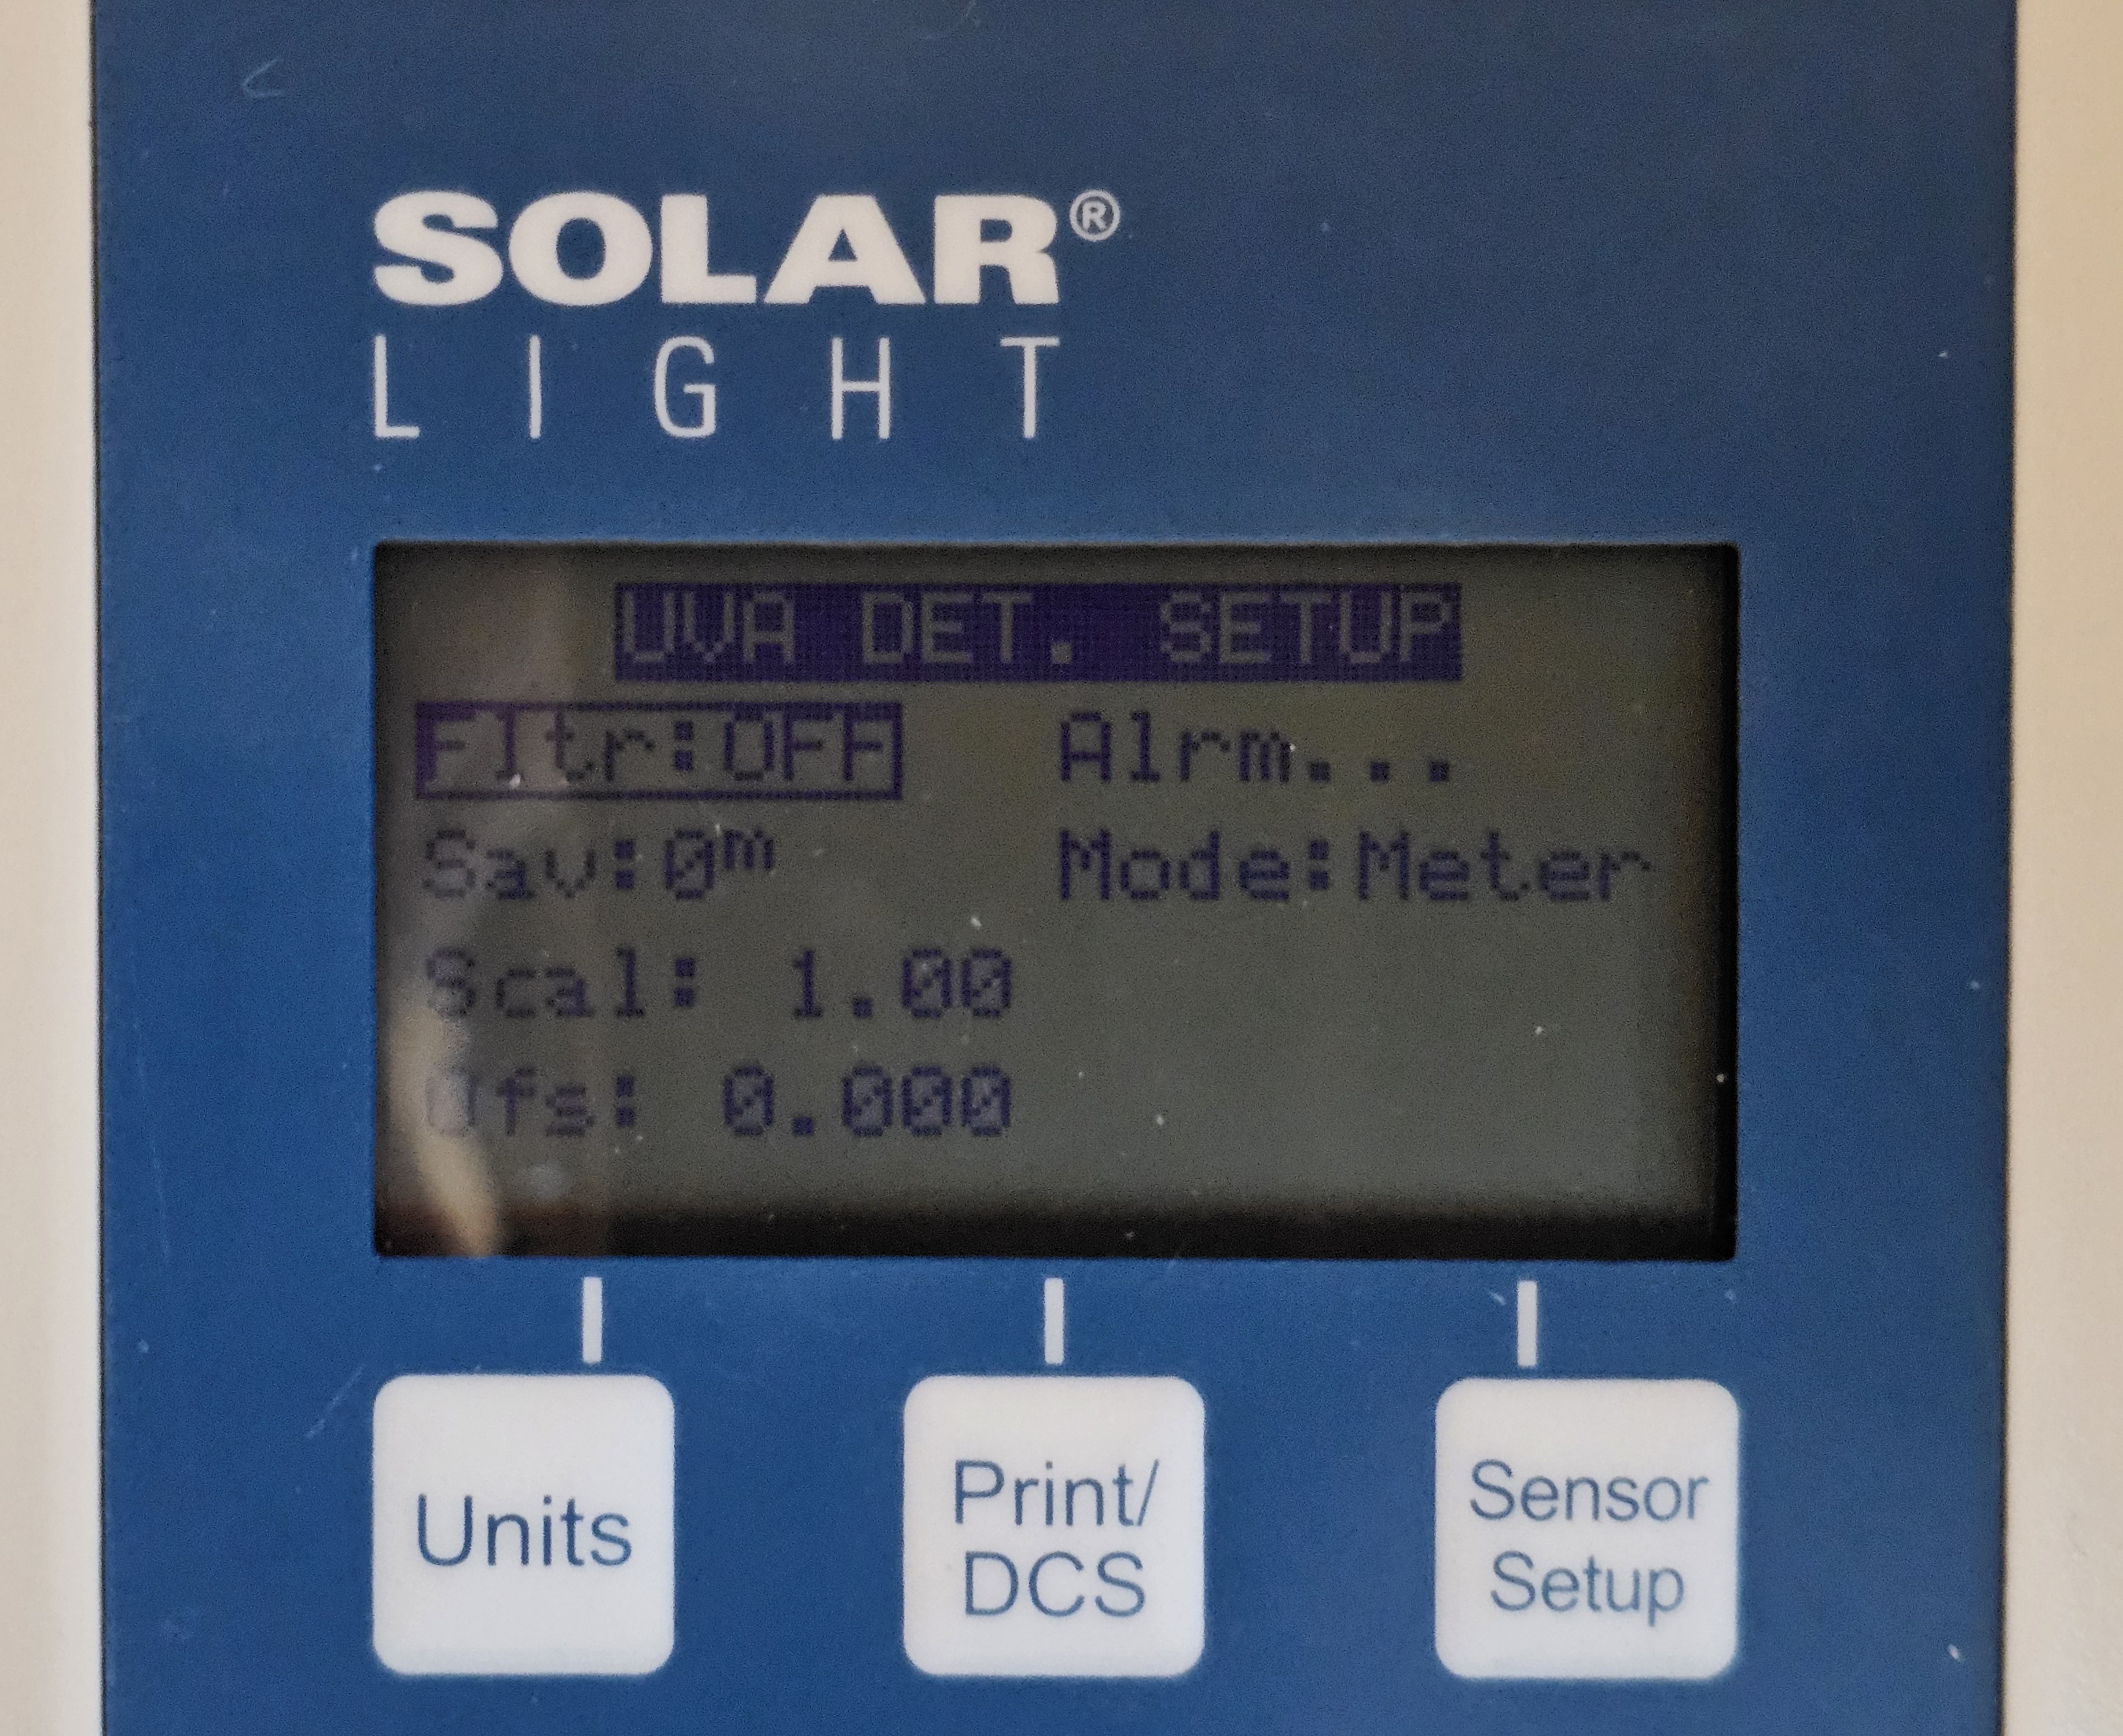 SOLAR®
LIGHT
UVA DET. SETUP
Fltr:OFF Alrm...
Sav:0m Mode:Meter
Scal: 1.00
Ofs: 0.000
Units
Print/
DCS
Sensor
Setup